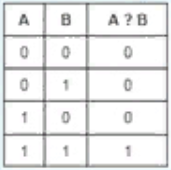 A B A ? B
0 0 0
0 1 0
1 0 0
1 1 1